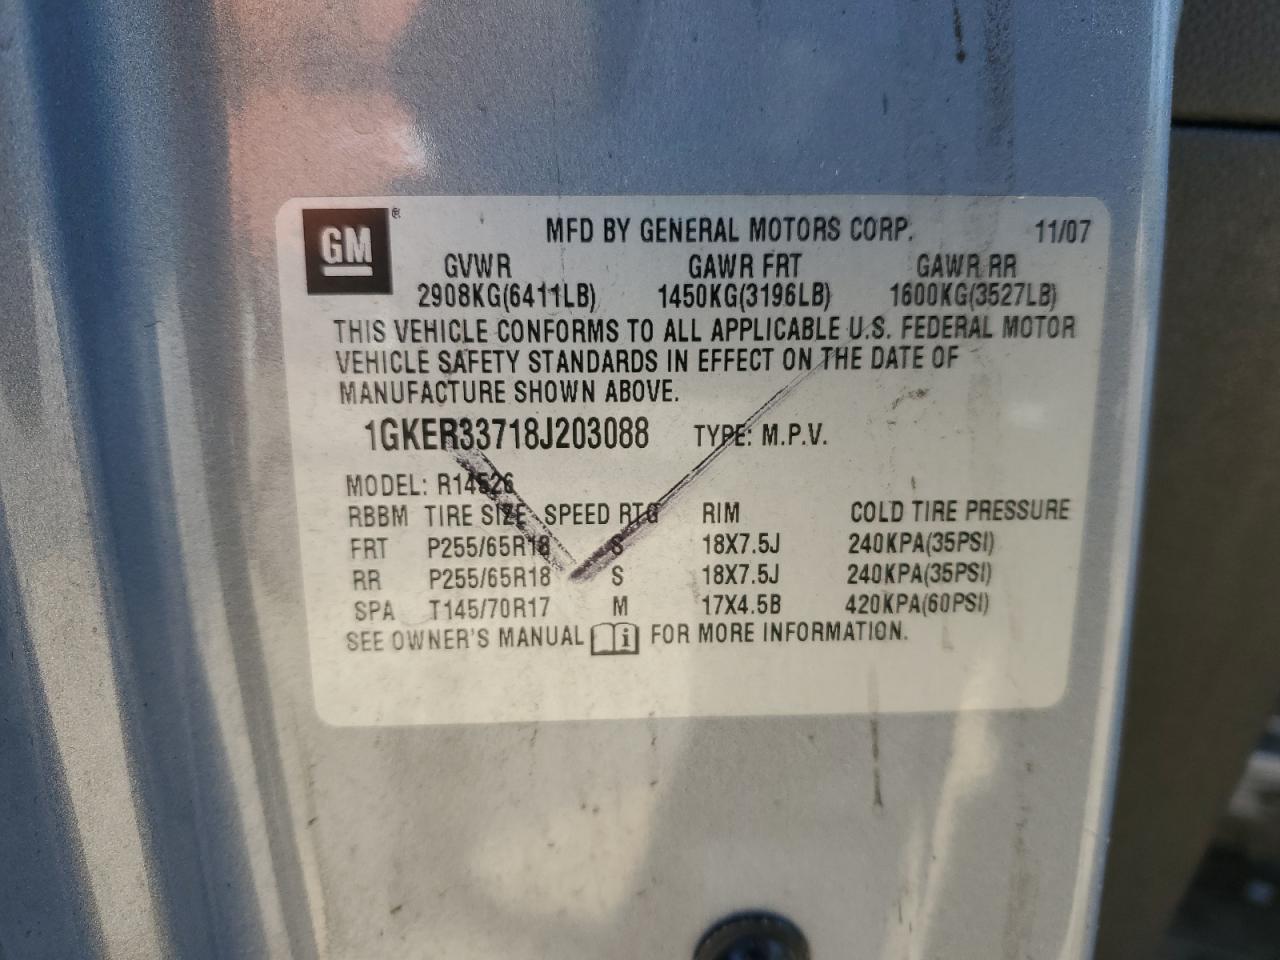 GM ® MFD BY GENERAL MOTORS CORP. 11/07
GVWR GAWR FRT GAWR RR
2908KG(6411LB) 1450KG(3196LB) 1600KG(3527LB)
THIS VEHICLE CONFORMS TO ALL APPLICABLE U.S. FEDERAL MOTOR
VEHICLE SAFETY STANDARDS IN EFFECT ON THE DATE OF
MANUFACTURE SHOWN ABOVE.
1GKER33718J203088 TYPE: M.P.V.
MODEL: R14526
RBBM TIRE SIZE SPEED RTG RIM COLD TIRE PRESSURE
FRT P255/65R18 S 18X7.5J 240KPA(35PSI)
RR P255/65R18 S 18X7.5J 240KPA(35PSI)
SPA T145/70R17 M 17X4.5B 420KPA(60PSI)
SEE OWNER'S MANUAL FOR MORE INFORMATION.